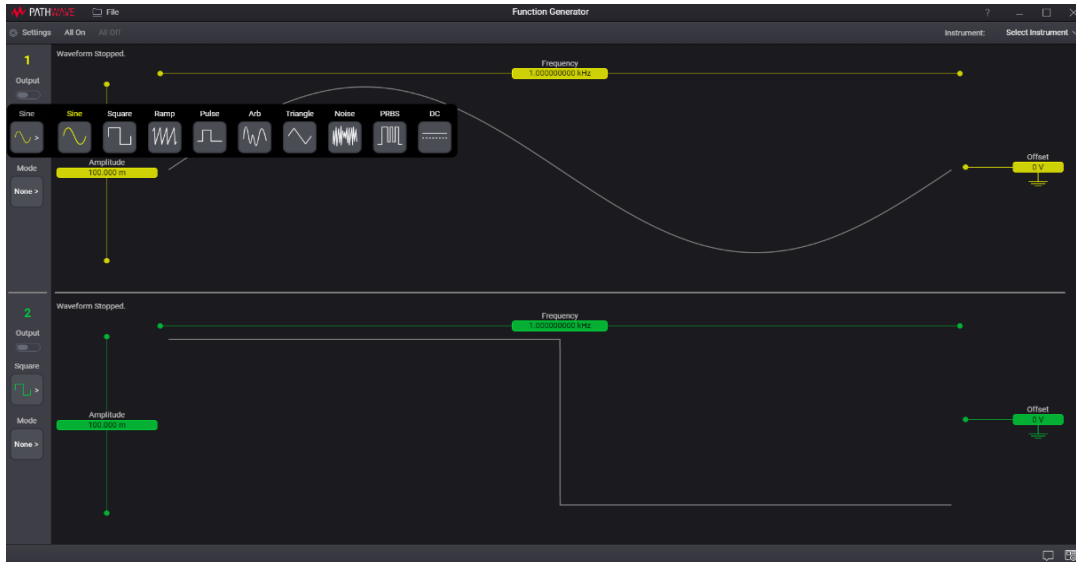 PATHWAVE File Function Generator ?
Settings All On All Off Instrument: Select Instrument
1 Waveform Stopped.
Frequency
1.000000000 kHz
Output
Sine Sine Square Ramp Pulse Arb Triangle Noise PRBS DC
>
Mode
Amplitude
100.000 m
Offset
0 V
None >
2 Waveform Stopped.
Frequency
1.000000000 kHz
Output
Square
>
Mode
Amplitude
100.000 m
Offset
0 V
None >